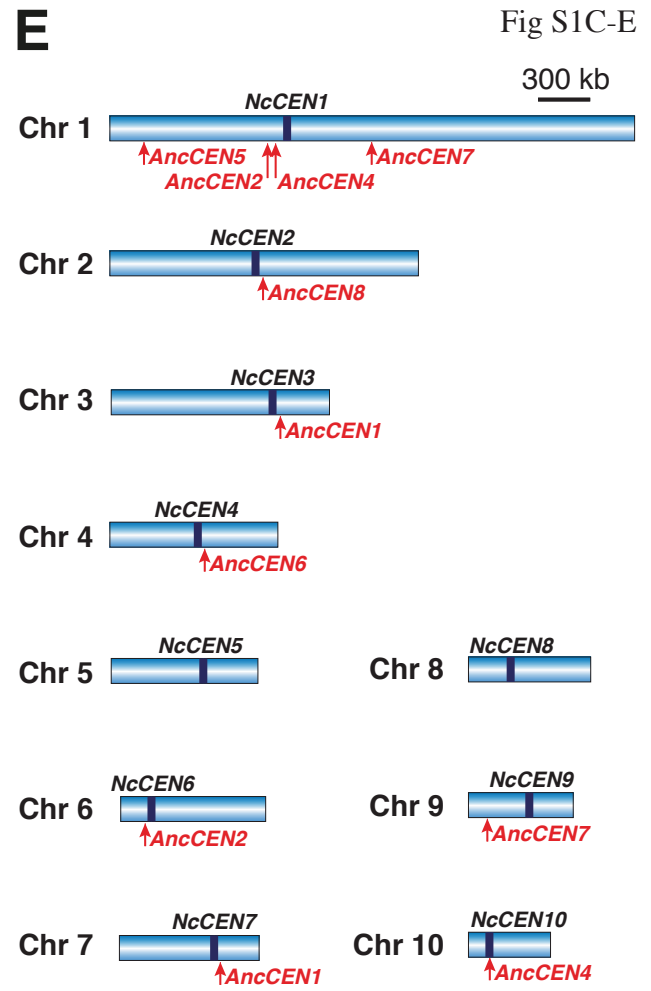 E
Fig S1C-E
300 kb
NcCEN1
Chr 1
AncCEN5
AncCEN7
AncCEN2
AncCEN4
NcCEN2
Chr 2
AncCEN8
NcCEN3
Chr 3
AncCEN1
NcCEN4
Chr 4
AncCEN6
NcCEN5
Chr 5
NcCEN8
Chr 8
NcCEN6
Chr 6
AncCEN2
NcCEN9
Chr 9
AncCEN7
NcCEN7
Chr 7
AncCEN1
NcCEN10
Chr 10
AncCEN4